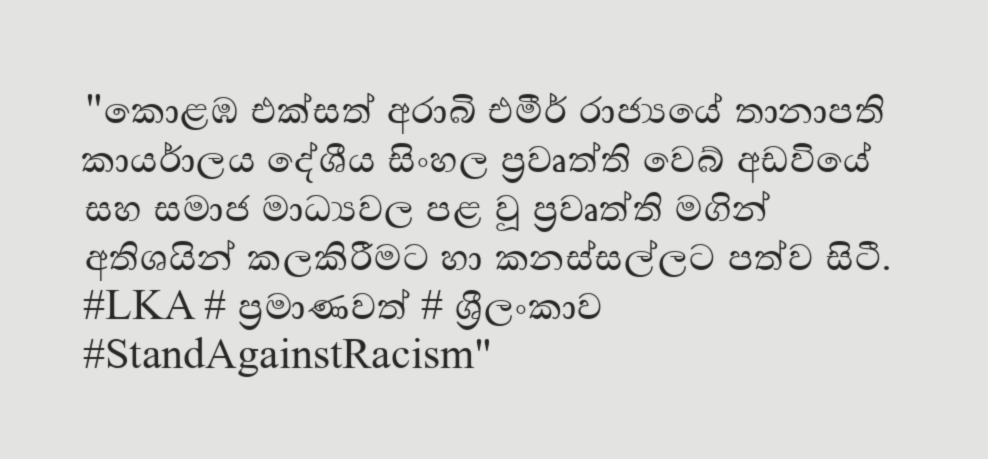 "කොළඹ එක්සත් අරාබි එමීර් රාජ්‍යයේ තානාපති
කාර්යාලය දේශීය සිංහල ප්‍රවෘත්ති වෙබ් අඩවියේ
සහ සමාජ මාධ්‍යවල පළ වූ ප්‍රවෘත්ති මගින්
අතිශයින් කලකිරීමට හා කනස්සල්ලට පත්ව සිටී.
#LKA # ප්‍රමාණවත් # ශ්‍රීලංකාව
#StandAgainstRacism"